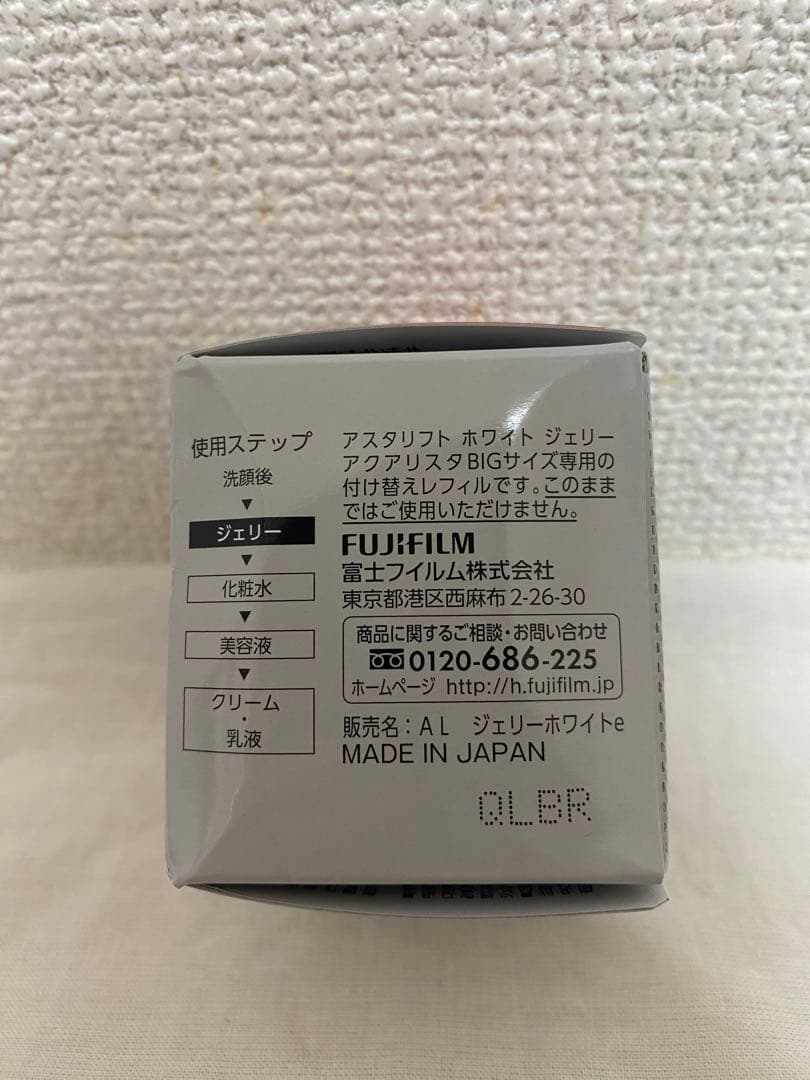 使用ステップ
洗顔後
▼
ジェリー
▼
化粧水
▼
美容液
▼
クリーム
・
乳液
アスタリフト ホワイト ジェリー
アクアリスタBIGサイズ専用の
付け替えレフィルです。このまま
ではご使用いただけません。
FUJIFILM
富士フイルム株式会社
東京都港区西麻布2-26-30
商品に関するご相談・お問い合わせ
0120-686-225
ホームページ http://h.fujifilm.jp
販売名：AL ジェリーホワイトe
MADE IN JAPAN
QLBR